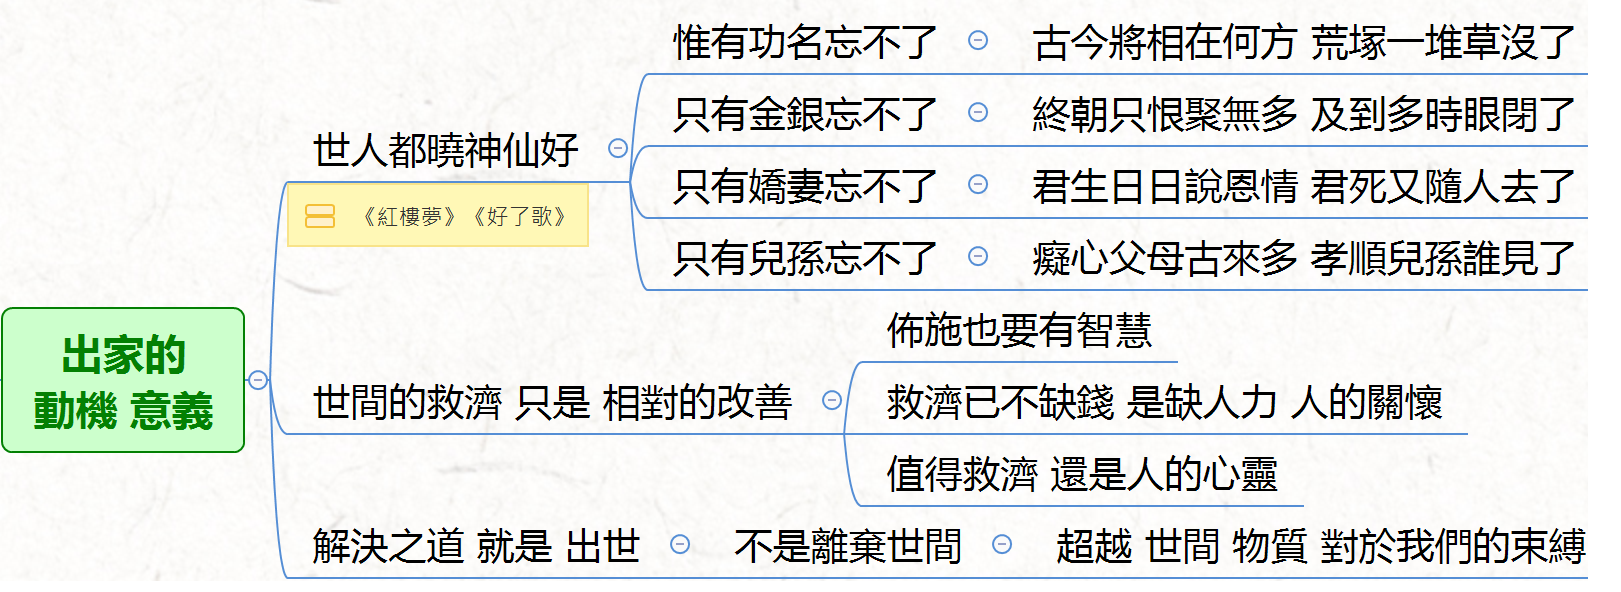 惟有功名忘不了 古今將相在何方 荒塚一堆草沒了
只有金銀忘不了 終朝只恨聚無多 及到多時眼閉了
世人都曉神仙好
只有嬌妻忘不了 君生日日說恩情 君死又隨人去了
《紅樓夢》《好了歌》
只有兒孫忘不了 癡心父母古來多 孝順兒孫誰見了
出家的
動機 意義
佈施也要有智慧
世間的救濟 只是 相對的改善
救濟已不缺錢 是缺人力 人的關懷
值得救濟 還是人的心靈
解決之道 就是 出世 不是離棄世間 超越 世間 物質 對於我們的束縛